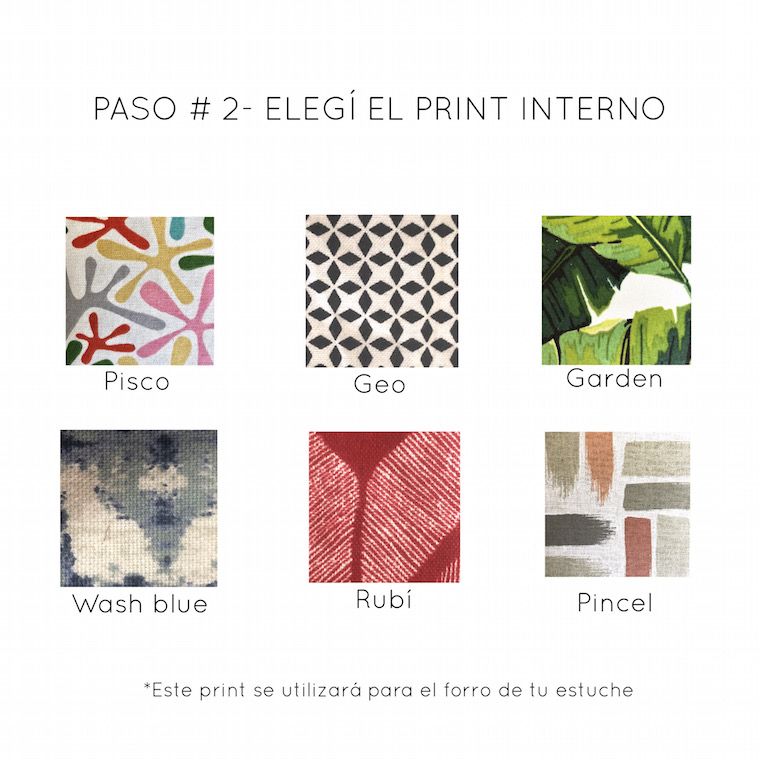 PASO # 2- ELEGÍ EL PRINT INTERNO
Pisco
Geo
Garden
Wash blue
Rubí
Pincel
*Este print se utilizará para el forro de tu estuche